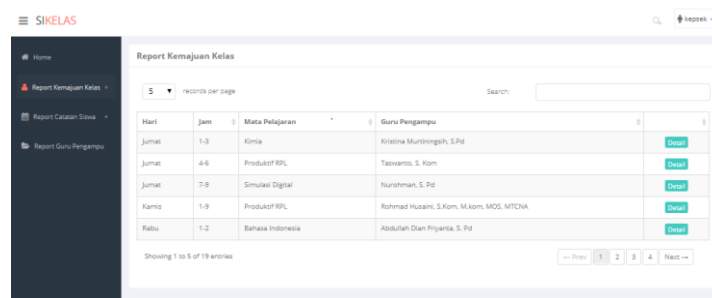 SIKELAS
kepsek
Home
Report Kemajuan Kelas +
Report Catatan Siswa +
Report Guru Pengampu
Report Kemajuan Kelas
5 records per page
Search:
Hari Jam Mata Pelajaran Guru Pengampu
Jumat 1-3 Kimia Kristina Murtiningsih, S.Pd Detail
Jumat 4-6 Produktif RPL Taswanto, S. Kom Detail
Jumat 7-9 Simulasi Digital Nurohman, S. Pd Detail
Kamis 1-9 Produktif RPL Rohmad Husaini, S.Kom, M.kom, MOS, MTCNA Detail
Rabu 1-2 Bahasa Indonesia Abdullah Dian Priyanta, S. Pd Detail
Showing 1 to 5 of 19 entries
← Prev 1 2 3 4 Next →